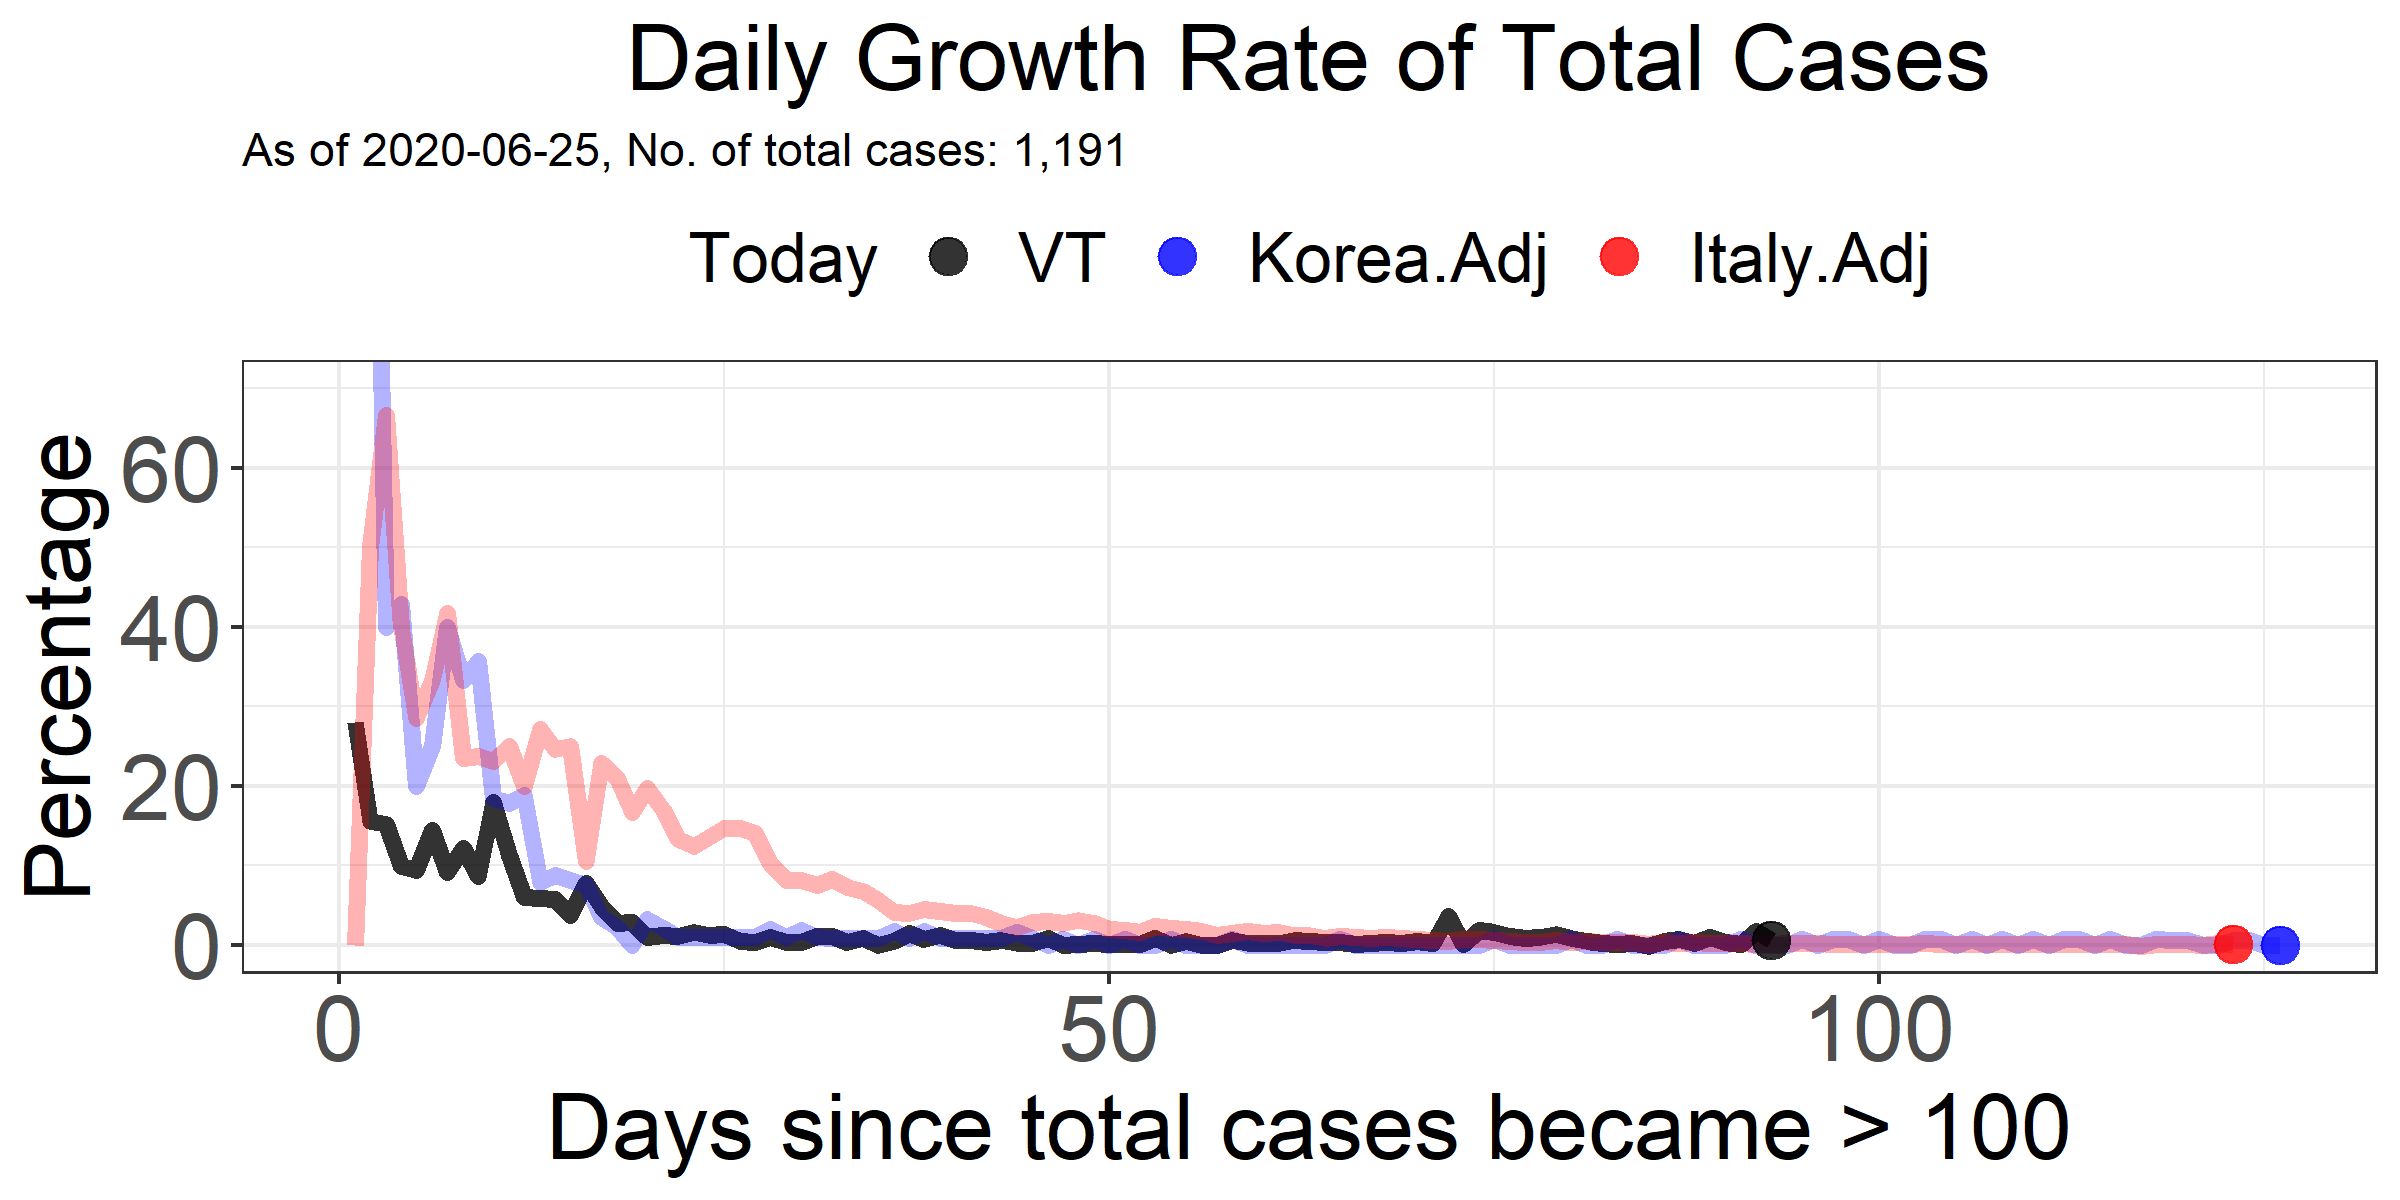 Daily Growth Rate of Total Cases
As of 2020-06-25, No. of total cases: 1,191
Today VT Korea.Adj Italy.Adj
Percentage
60
40
20
0
0 50 100
Days since total cases became > 100